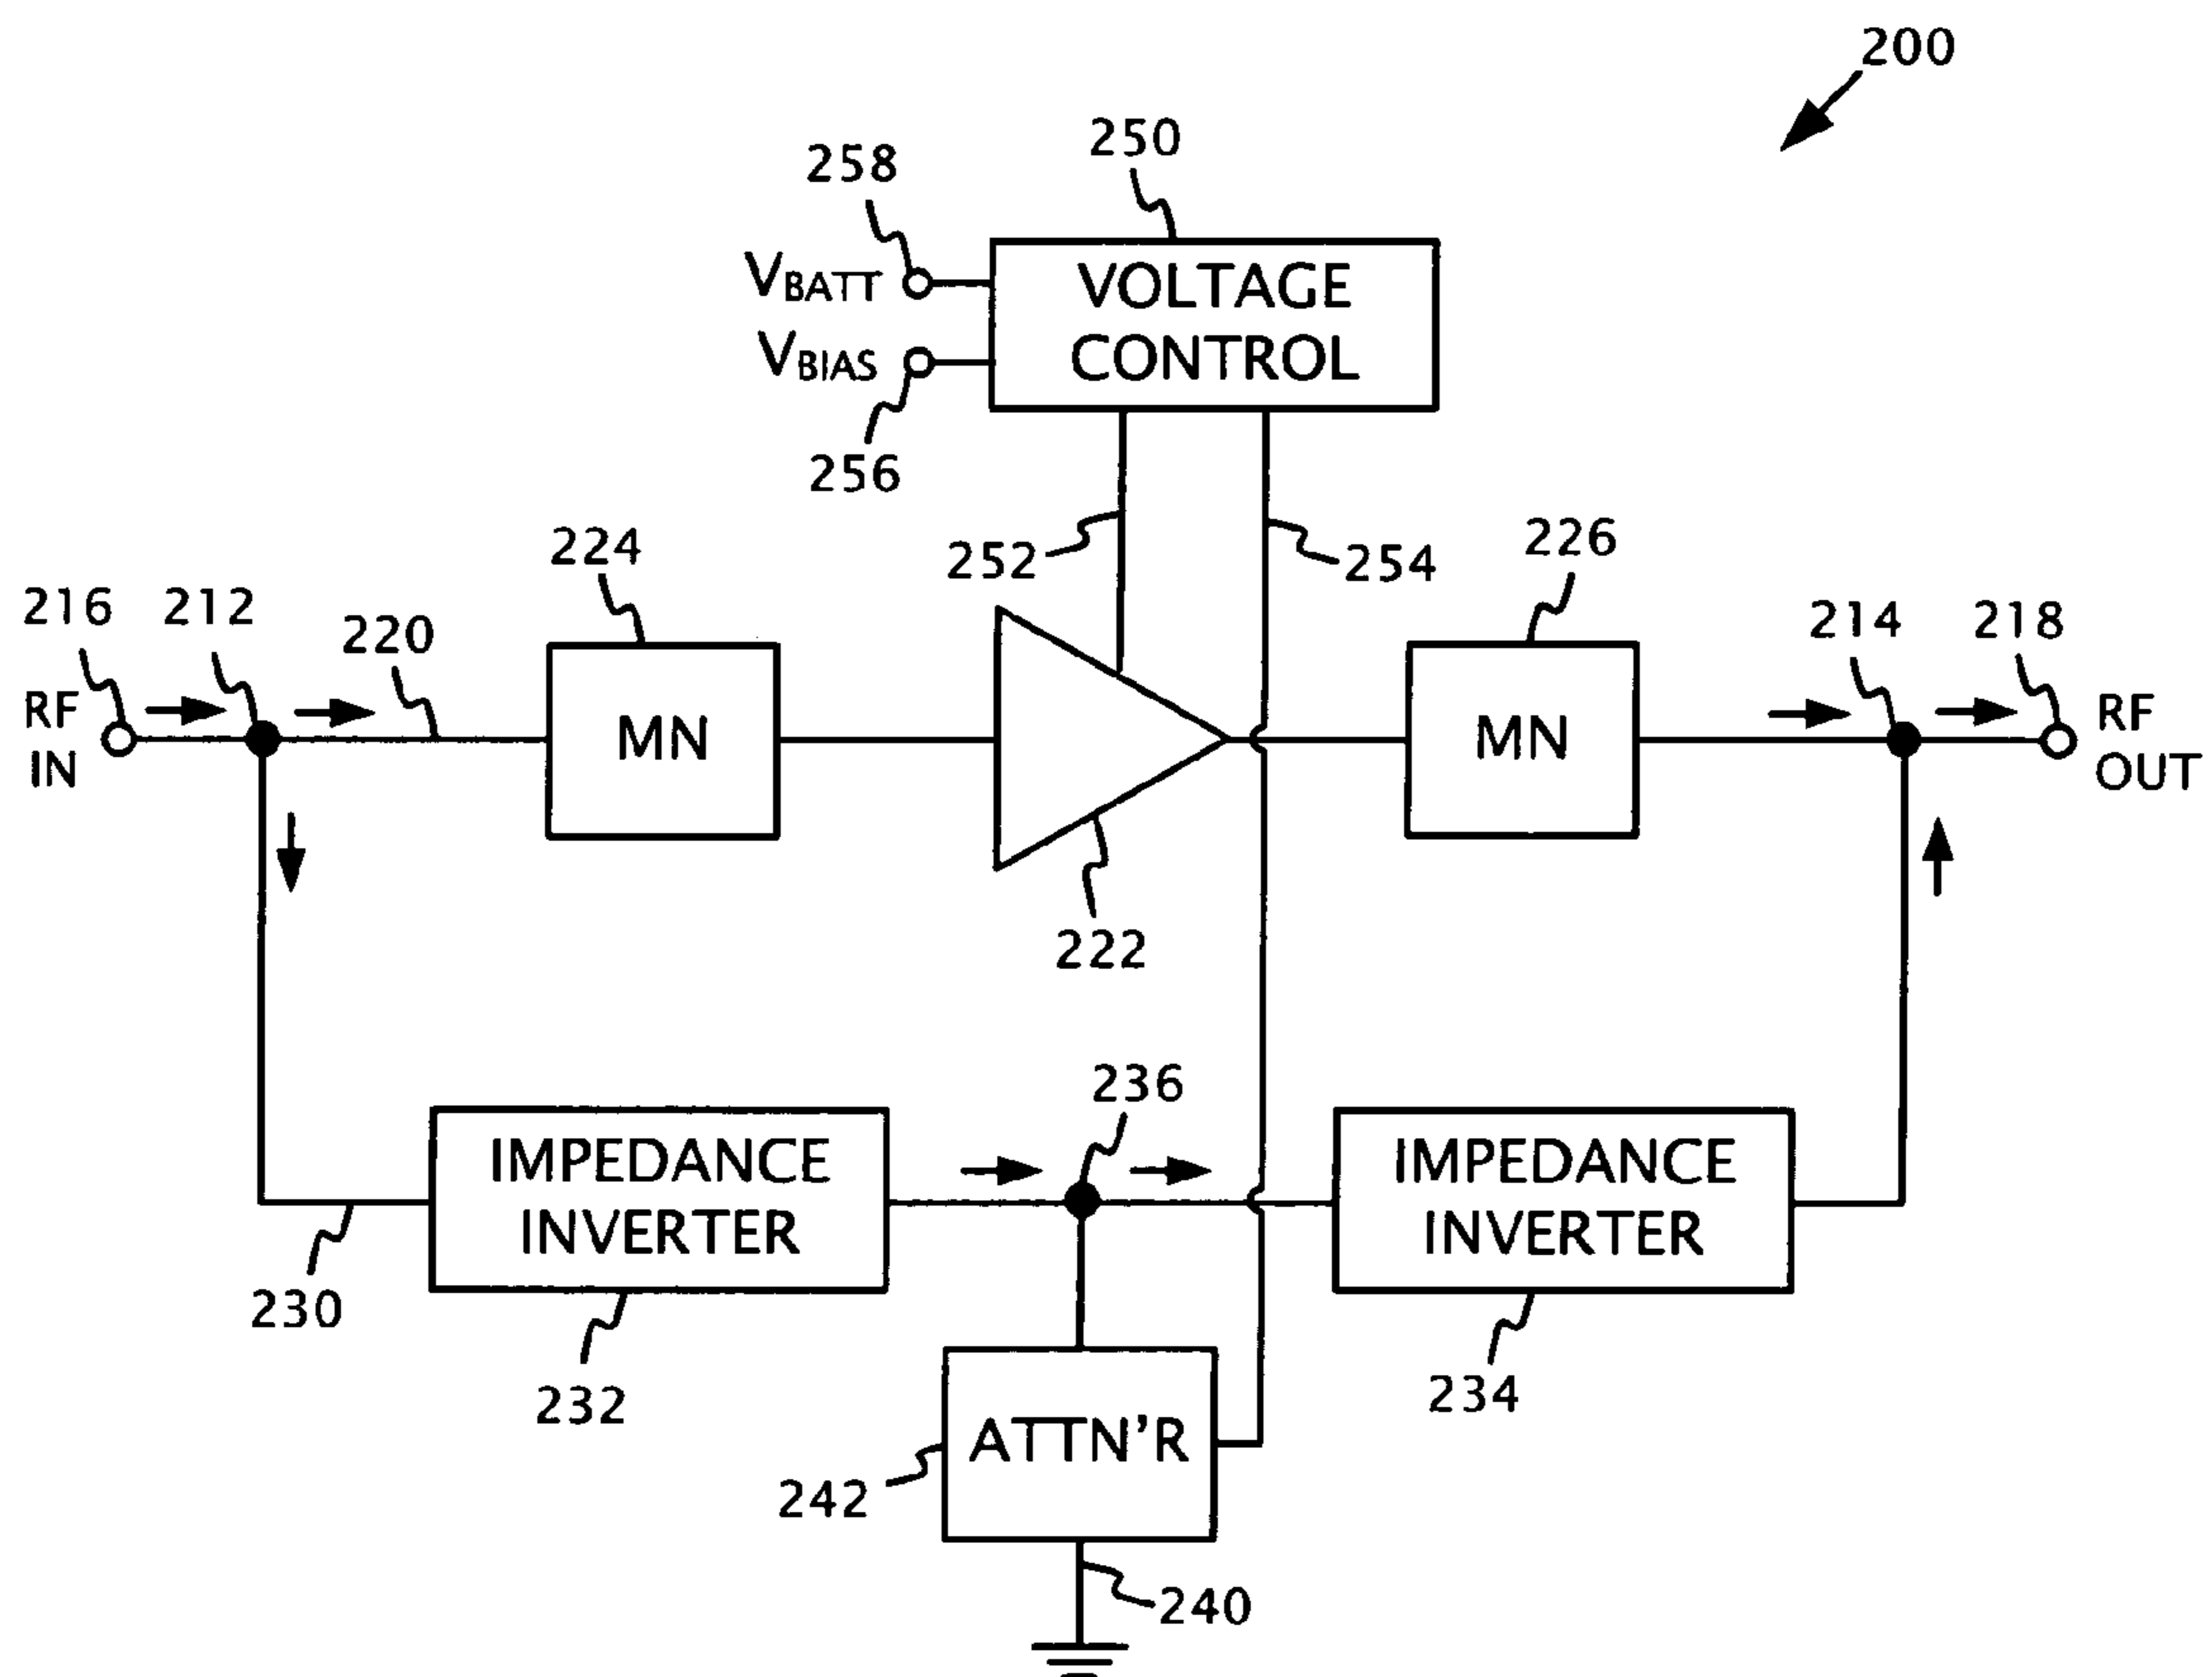 200
250
258
VBATT
VOLTAGE
CONTROL
VBIAS
256
252
254
224
226
216
212
220
214
218
RF
IN
MN
MN
RF
OUT
222
236
IMPEDANCE
INVERTER
IMPEDANCE
INVERTER
230
232
234
ATTN'R
242
240